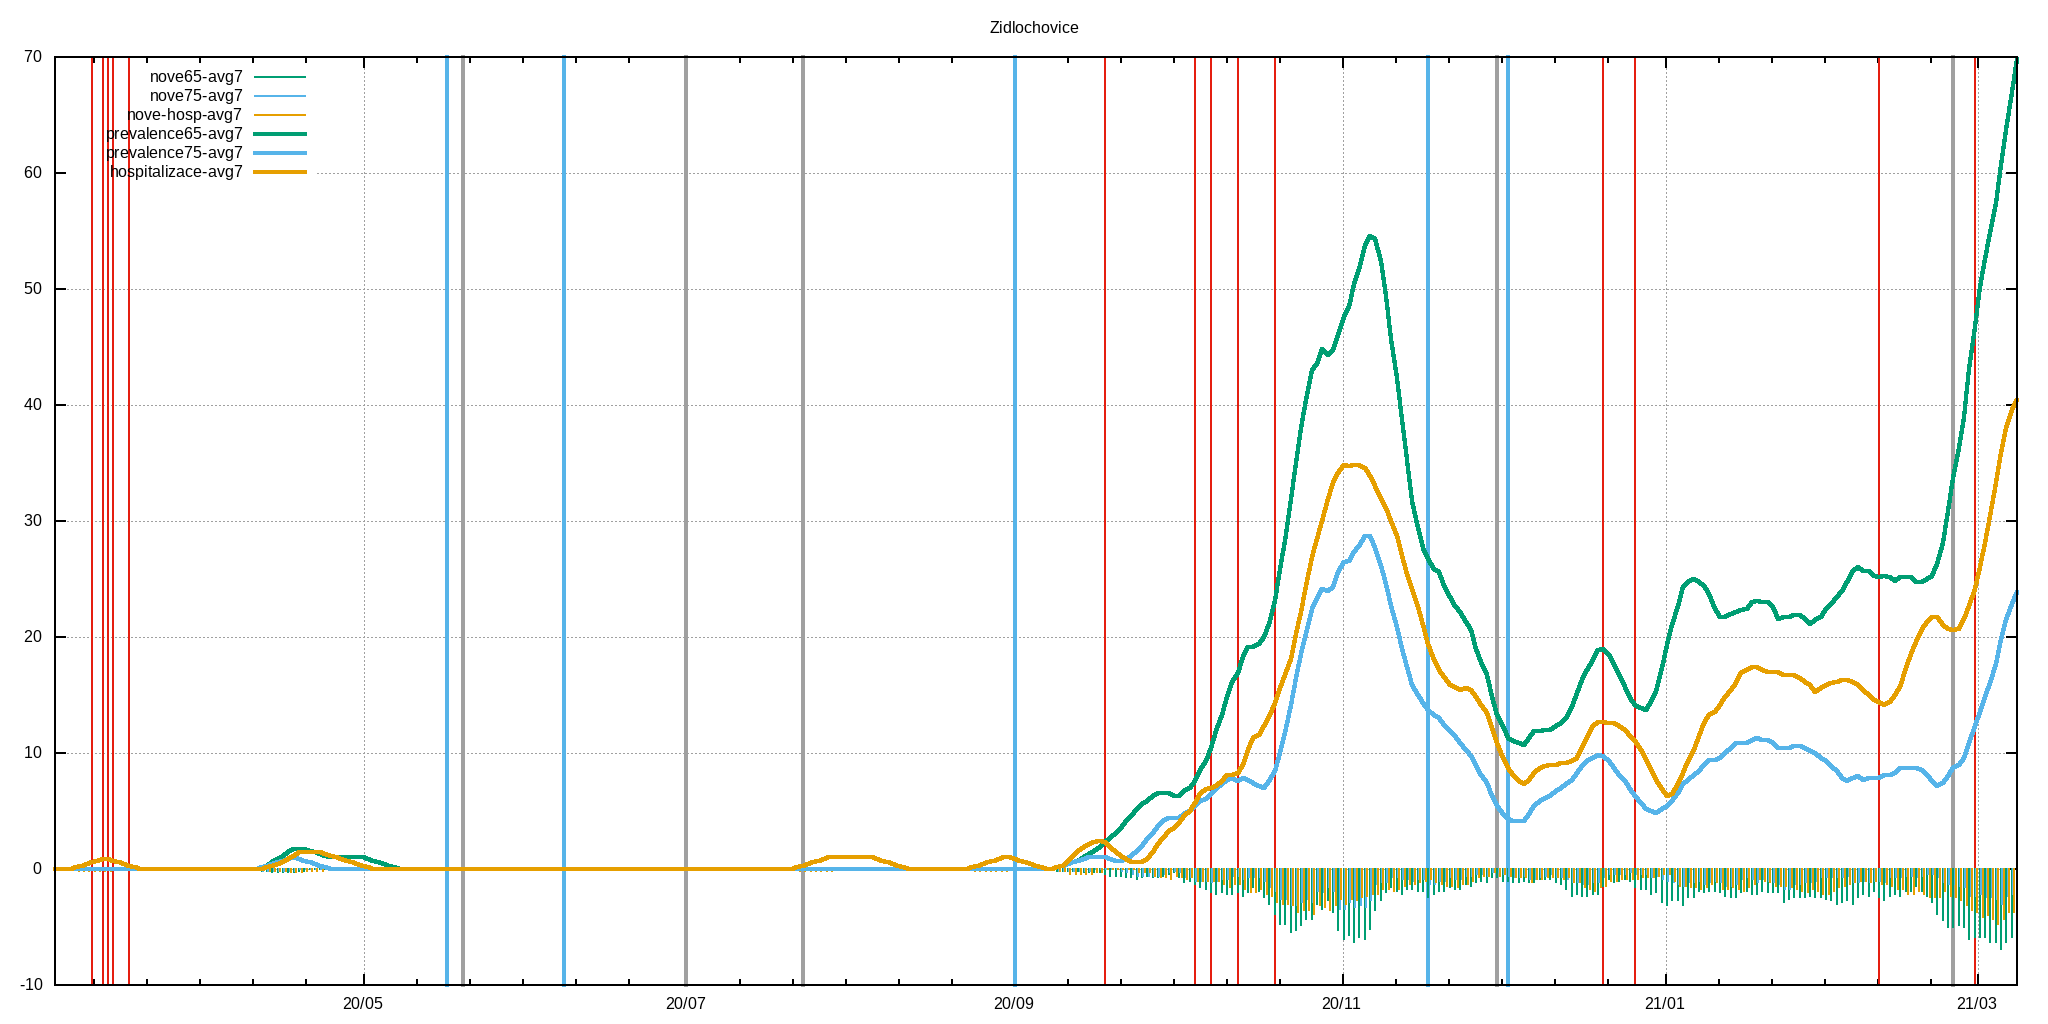 Zidlochovice
70
60
50
40
30
20
10
0
-10
nove65-avg7
nove75-avg7
nove-hosp-avg7
prevalence65-avg7
prevalence75-avg7
hospitalizace-avg7
20/05 20/07 20/09 20/11 21/01 21/03